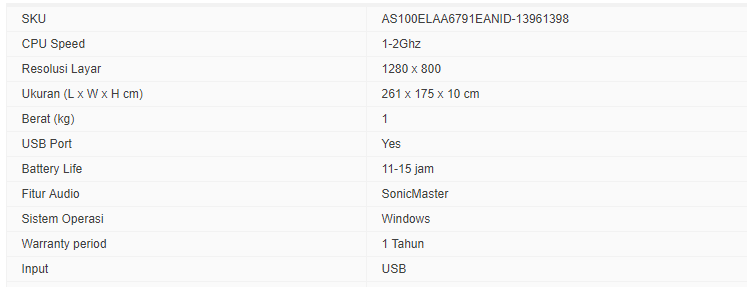 SKU AS100ELAA6791EANID-13961398
CPU Speed 1-2Ghz
Resolusi Layar 1280 x 800
Ukuran (L x W x H cm) 261 x 175 x 10 cm
Berat (kg) 1
USB Port Yes
Battery Life 11-15 jam
Fitur Audio SonicMaster
Sistem Operasi Windows
Warranty period 1 Tahun
Input USB